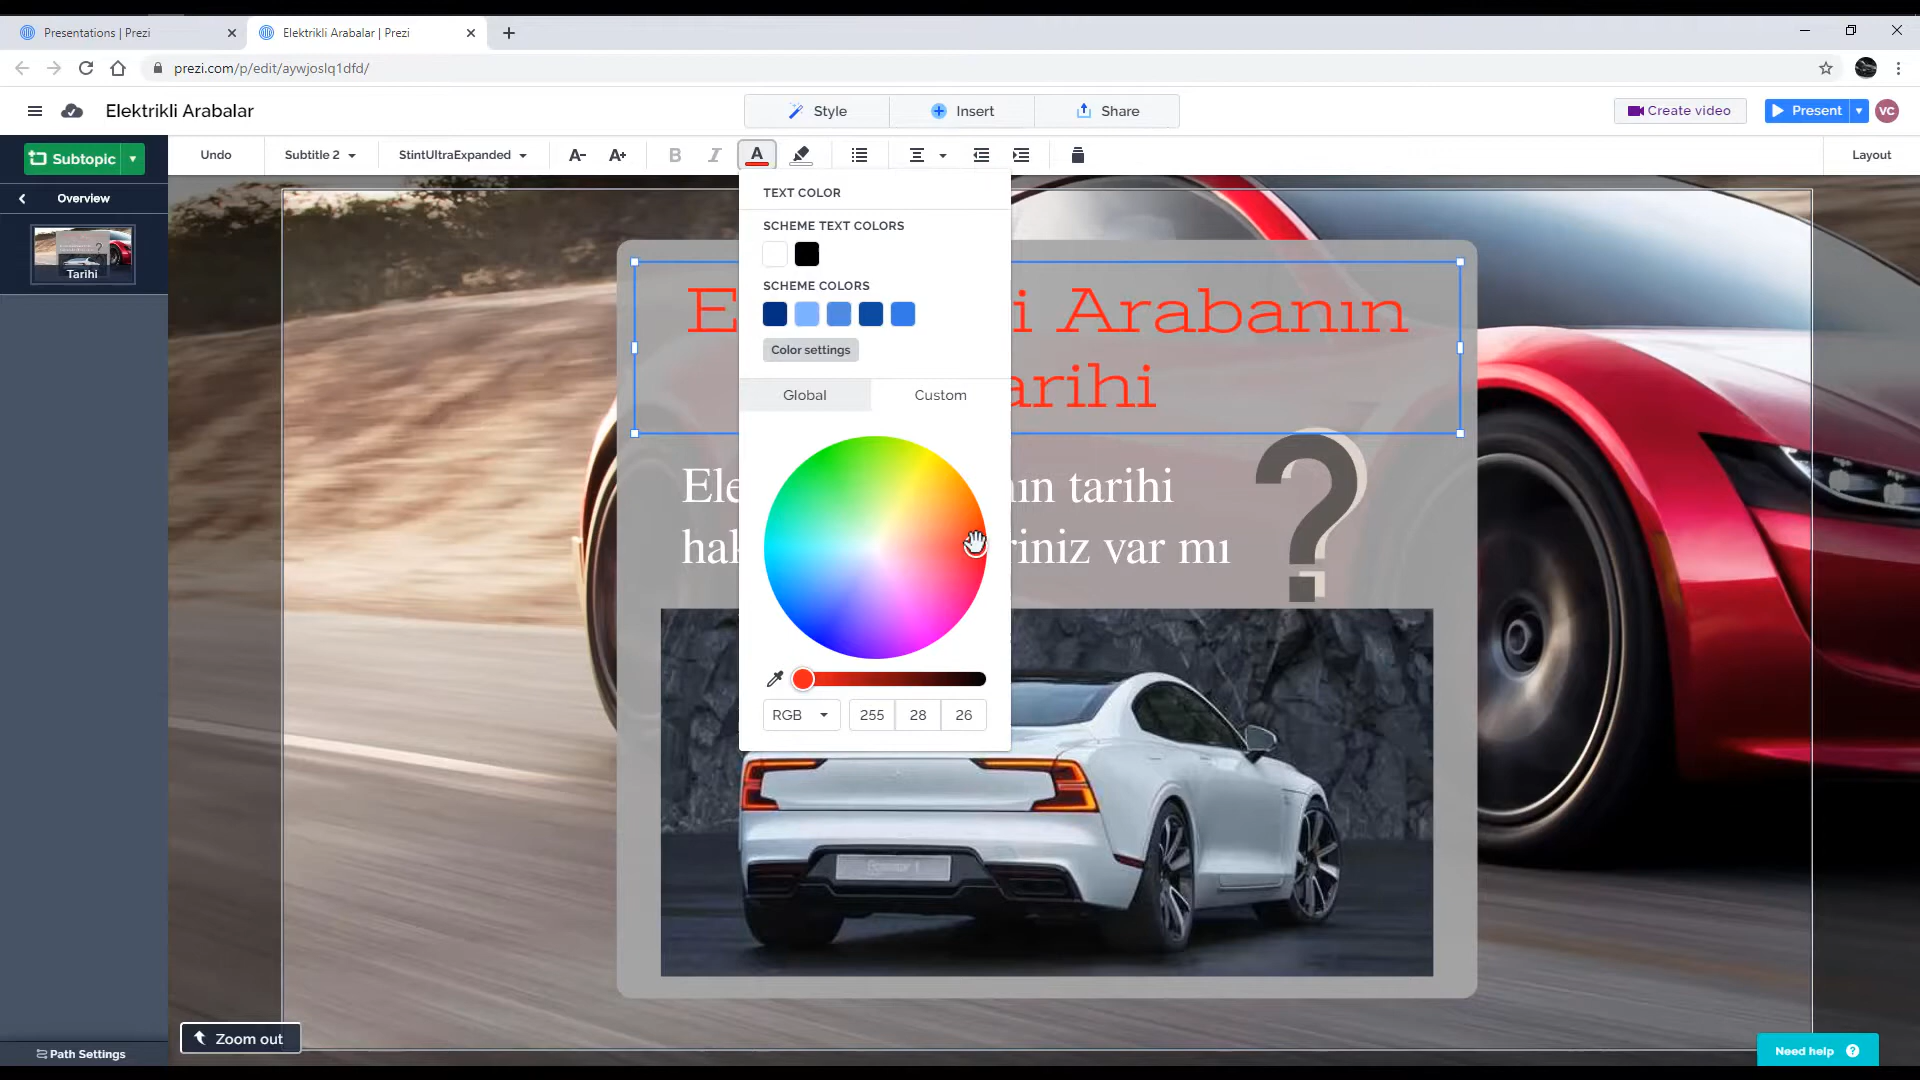 Presentations | Prezi
Elektrikli Arabalar | Prezi
prezi.com/p/edit/aywjoslq1dfd/
Elektrikli Arabalar
Style
Insert
Share
Create video
Present
VC
Subtopic
Undo
Subtitle 2
StintUltraExpanded
A-
A+
B
I
A
Layout
Overview
Tarihi
TEXT COLOR
SCHEME TEXT COLORS
SCHEME COLORS
Color settings
Global
Custom
RGB
255
28
26
E i Arabanın
arihi
Ele nın tarihi
hak riniz var mı
?
Zoom out
Path Settings
Need help ?